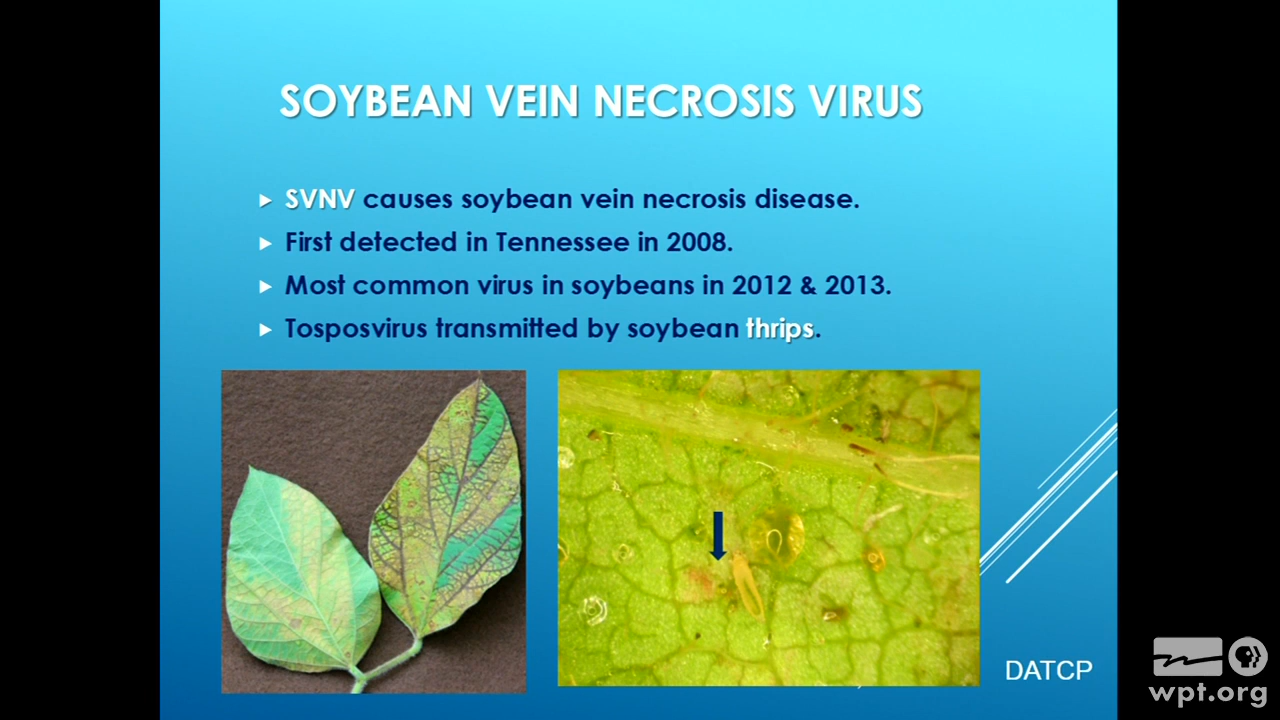 SOYBEAN VEIN NECROSIS VIRUS
SVNV causes soybean vein necrosis disease.
First detected in Tennessee in 2008.
Most common virus in soybeans in 2012 & 2013.
Tosposvirus transmitted by soybean thrips.
DATCP
wpt.org